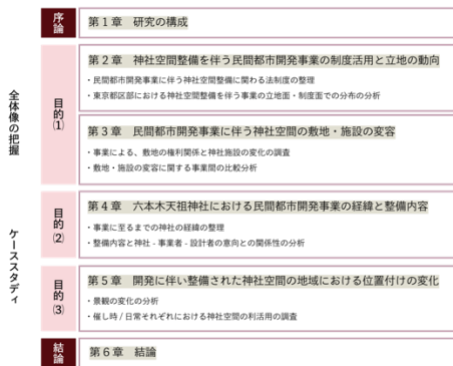 序論
第1章 研究の構成
全体像の把握
目的(1)
第2章 神社空間整備を伴う民間都市開発事業の制度活用と立地の動向
・民間都市開発事業に伴う神社空間整備に関わる法制度の整理
・東京都区部における神社空間整備を伴う事業の立地面・制度面での分布の分析
第3章 民間都市開発事業に伴う神社空間の敷地・施設の変容
・事業による、敷地の権利関係と神社施設の変化の調査
・敷地・施設の変容に関する事業間の比較分析
ケーススタディ
目的(2)
第4章 六本木天祖神社における民間都市開発事業の経緯と整備内容
・事業に至るまでの神社の経緯の整理
・整備内容と神社 - 事業者 - 設計者の意向との関係性の分析
目的(3)
第5章 開発に伴い整備された神社空間の地域における位置付けの変化
・景観の変化の分析
・催し時 / 日常それぞれにおける神社空間の利活用の調査
結論
第6章 結論